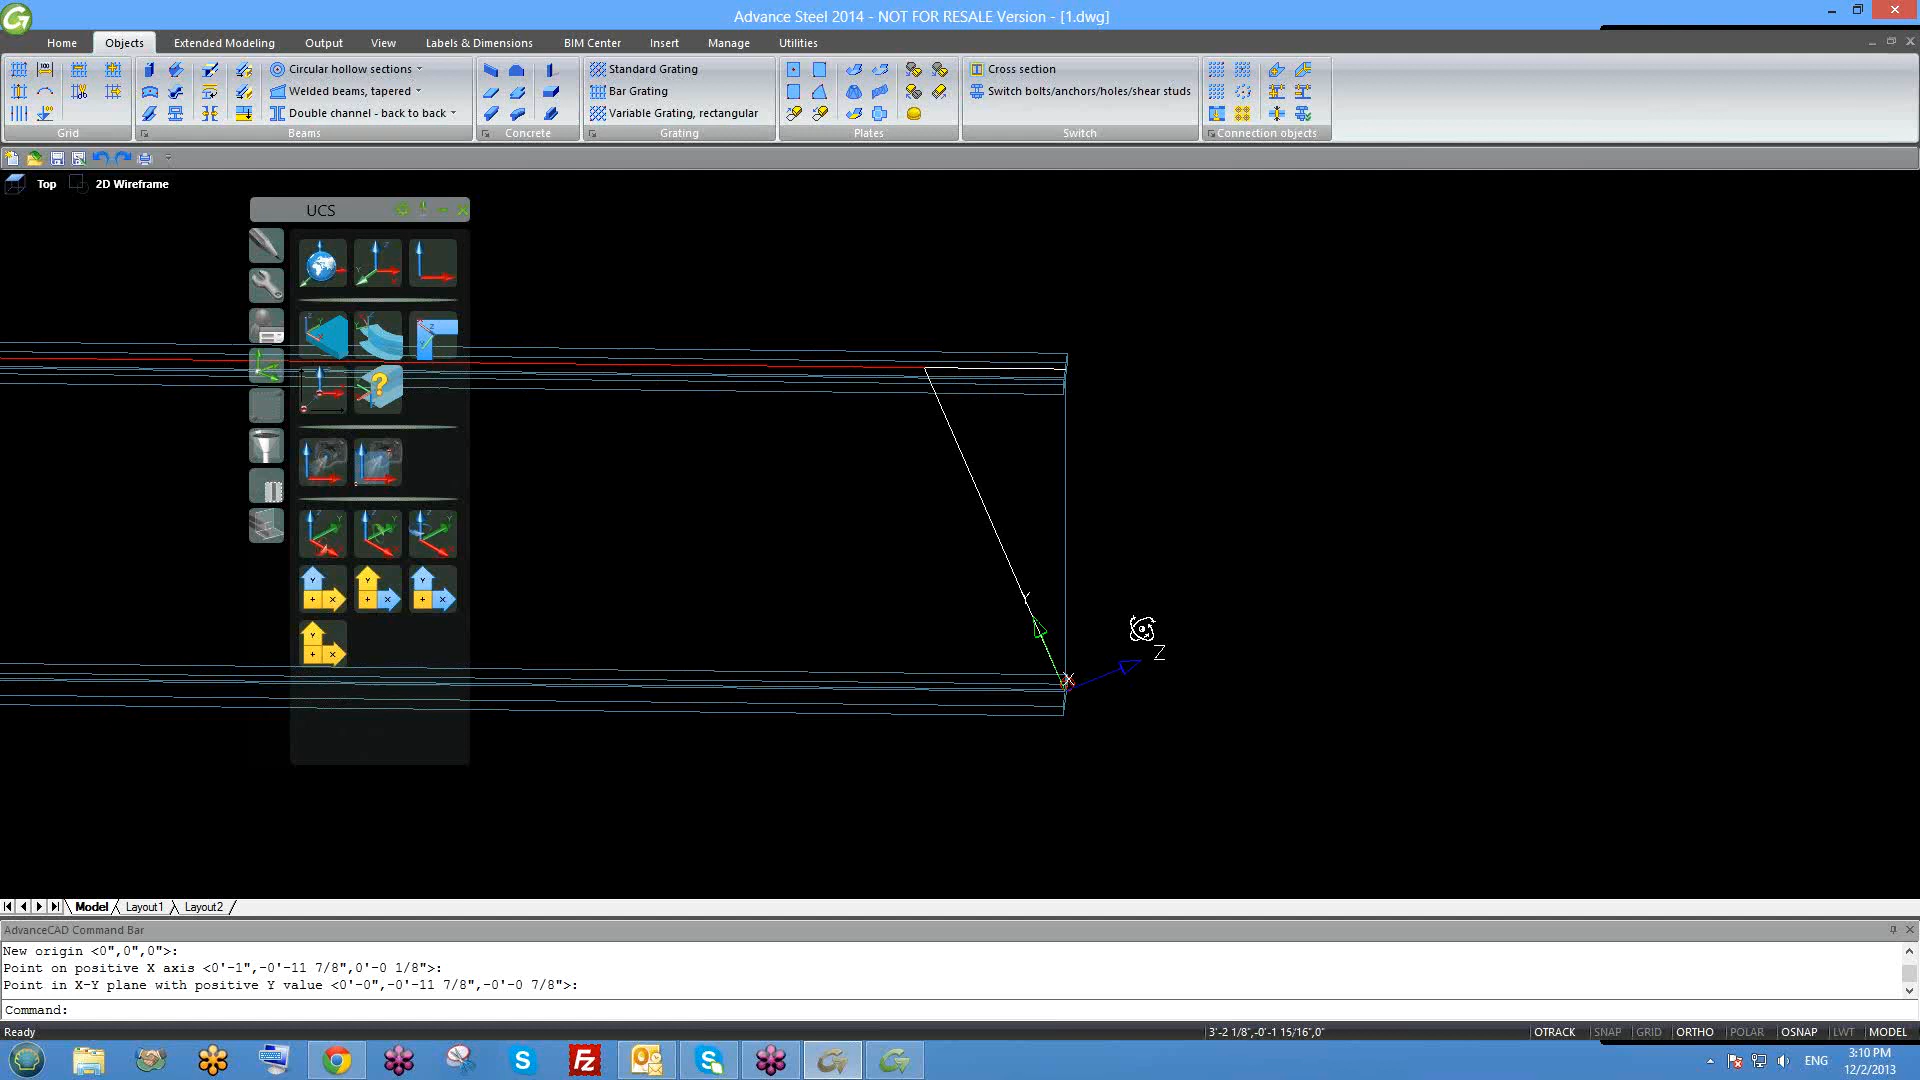 Advance Steel 2014 - NOT FOR RESALE Version - [1.dwg]
Home Objects Extended Modeling Output View Labels & Dimensions BIM Center Insert Manage Utilities
Circular hollow sections Standard Grating Cross section
Welded beams, tapered Bar Grating Switch bolts/anchors/holes/shear studs
Double channel - back to back Variable Grating, rectangular
Grid Beams Concrete Grating Plates Switch Connection objects
Top 2D Wireframe
UCS
Y
Z
X
Model Layout1 Layout2
AdvanceCAD Command Bar
New origin <0",0",0">:
Point on positive X axis <0'-1",-0'-11 7/8",0'-0 1/8">:
Point in X-Y plane with positive Y value <0'-0",-0'-11 7/8",-0'-0 7/8">:
Command:
Ready 3'-2 1/8",-0'-1 15/16",0" OTRACK SNAP GRID ORTHO POLAR OSNAP LWT MODEL
ENG 3:10 PM
12/2/2013